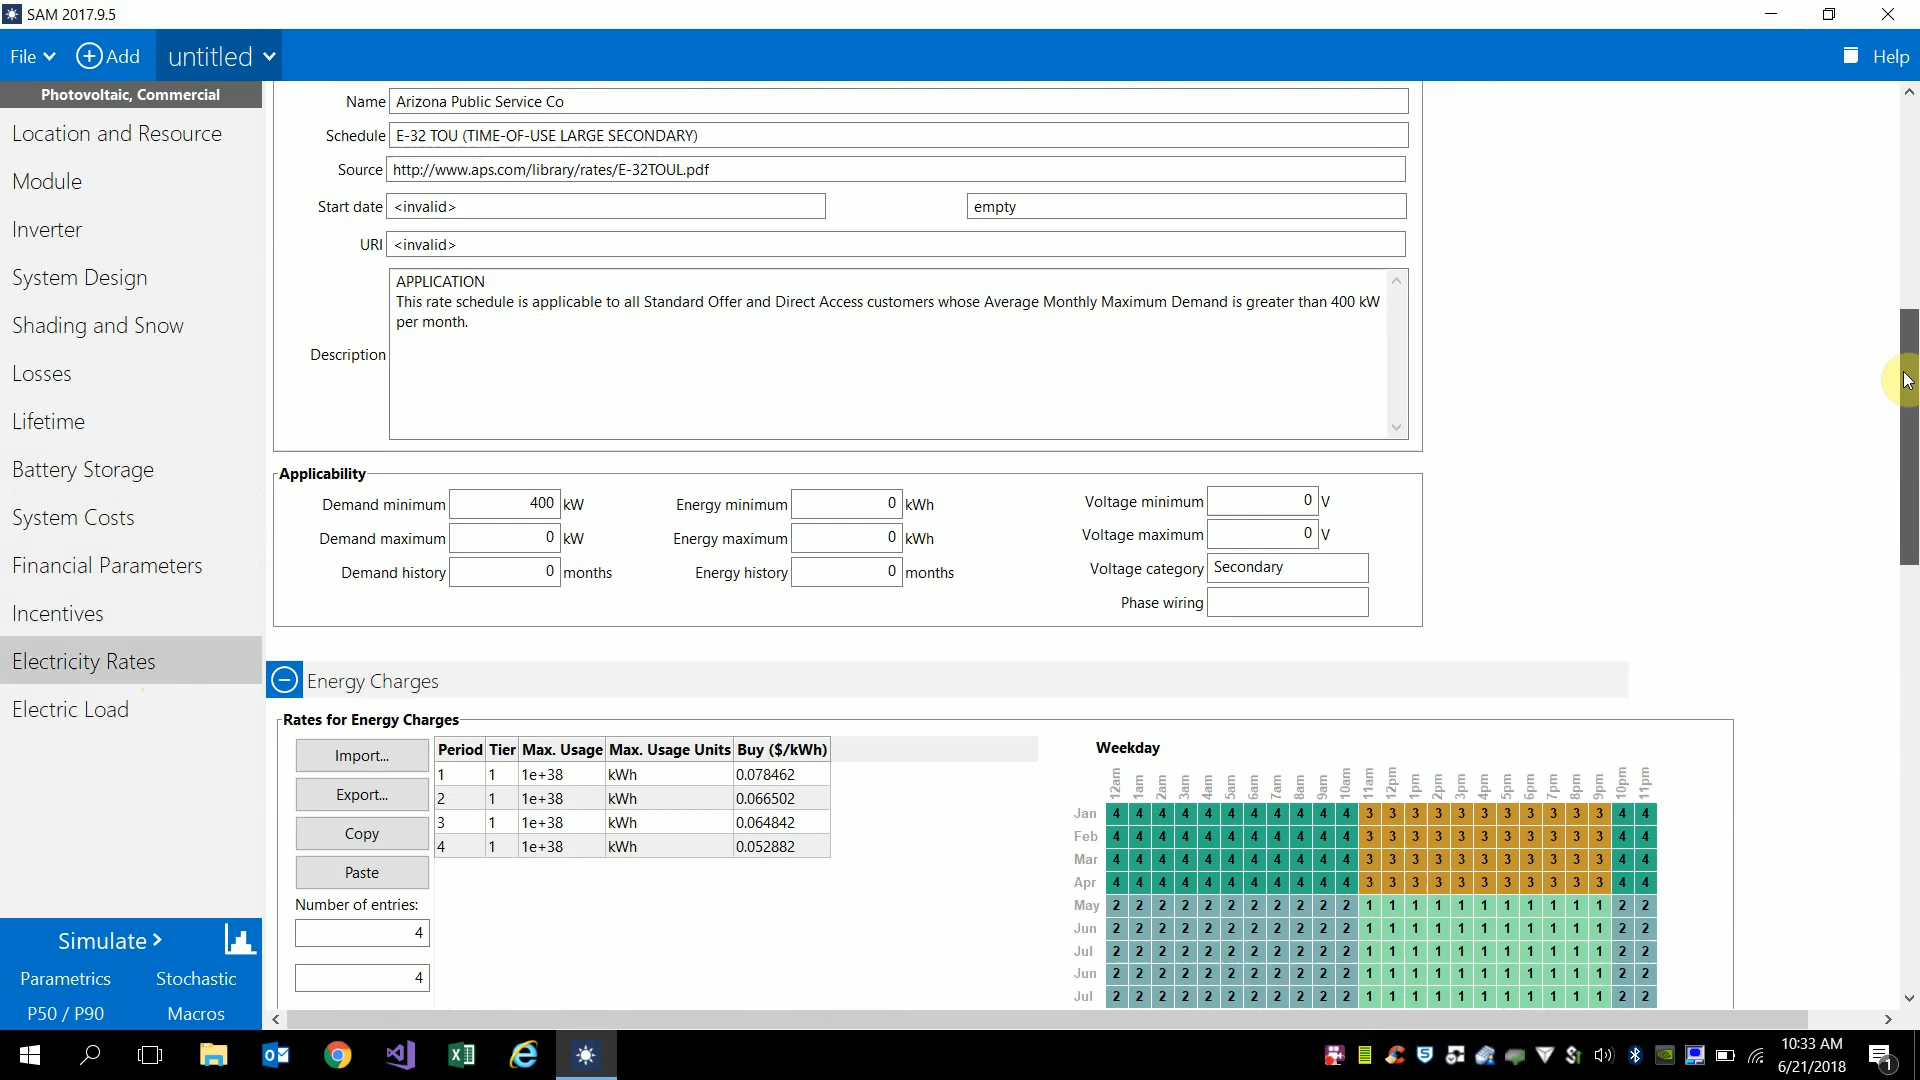 SAM 2017.9.5
File
Add
untitled
Help
Photovoltaic, Commercial
Location and Resource
Module
Inverter
System Design
Shading and Snow
Losses
Lifetime
Battery Storage
System Costs
Financial Parameters
Incentives
Electricity Rates
Electric Load
Simulate >
Parametrics Stochastic
P50 / P90 Macros
Name Arizona Public Service Co
Schedule E-32 TOU (TIME-OF-USE LARGE SECONDARY)
Source http://www.aps.com/library/rates/E-32TOUL.pdf
Start date <invalid> empty
URI <invalid>
Description
APPLICATION
This rate schedule is applicable to all Standard Offer and Direct Access customers whose Average Monthly Maximum Demand is greater than 400 kW
per month.
Applicability
Demand minimum 400 kW Energy minimum 0 kWh Voltage minimum 0 V
Demand maximum 0 kW Energy maximum 0 kWh Voltage maximum 0 V
Demand history 0 months Energy history 0 months Voltage category Secondary
Phase wiring
Energy Charges
Rates for Energy Charges
Import...
Export...
Copy
Paste
Number of entries:
4
4
Period Tier Max. Usage Max. Usage Units Buy ($/kWh)
1 1 1e+38 kWh 0.078462
2 1 1e+38 kWh 0.066502
3 1 1e+38 kWh 0.064842
4 1 1e+38 kWh 0.052882
Weekday
12am 1am 2am 3am 4am 5am 6am 7am 8am 9am 10am 11am 12pm 1pm 2pm 3pm 4pm 5pm 6pm 7pm 8pm 9pm 10pm 11pm
Jan 4 4 4 4 4 4 4 4 4 4 4 3 3 3 3 3 3 3 3 3 3 3 4 4
Feb 4 4 4 4 4 4 4 4 4 4 4 3 3 3 3 3 3 3 3 3 3 3 4 4
Mar 4 4 4 4 4 4 4 4 4 4 4 3 3 3 3 3 3 3 3 3 3 3 4 4
Apr 4 4 4 4 4 4 4 4 4 4 4 3 3 3 3 3 3 3 3 3 3 3 4 4
May 2 2 2 2 2 2 2 2 2 2 2 1 1 1 1 1 1 1 1 1 1 1 2 2
Jun 2 2 2 2 2 2 2 2 2 2 2 1 1 1 1 1 1 1 1 1 1 1 2 2
Jul 2 2 2 2 2 2 2 2 2 2 2 1 1 1 1 1 1 1 1 1 1 1 2 2
Jun 2 2 2 2 2 2 2 2 2 2 2 1 1 1 1 1 1 1 1 1 1 1 2 2
Jul 2 2 2 2 2 2 2 2 2 2 2 1 1 1 1 1 1 1 1 1 1 1 2 2
10:33 AM
6/21/2018
1